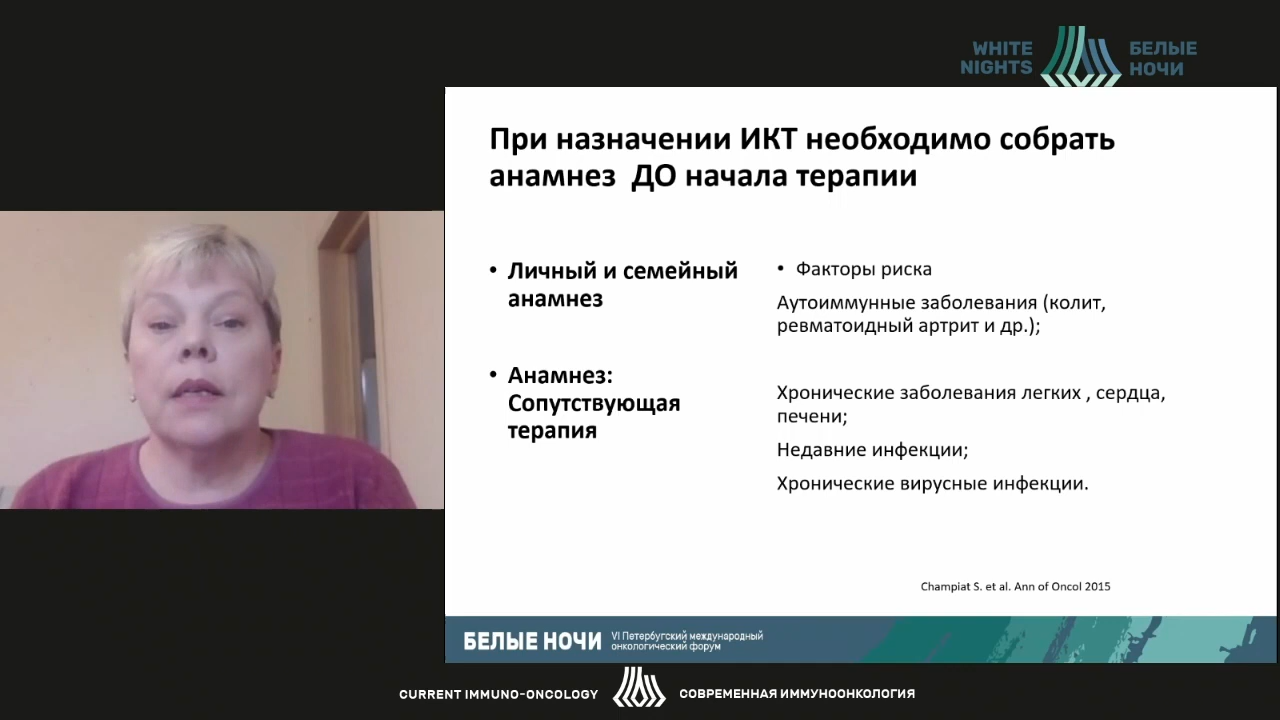 WHITE
NIGHTS
БЕЛЫЕ
НОЧИ
При назначении ИКТ необходимо собрать
анамнез ДО начала терапии
• Личный и семейный
анамнез
• Анамнез:
Сопутствующая
терапия
• Факторы риска
Аутоиммунные заболевания (колит,
ревматоидный артрит и др.);
Хронические заболевания легких , сердца,
печени;
Недавние инфекции;
Хронические вирусные инфекции.
Champiat S. et al. Ann of Oncol 2015
БЕЛЫЕ НОЧИ
VI Петербугский международный
онкологический форум
CURRENT IMMUNO-ONCOLOGY
СОВРЕМЕННАЯ ИММУНООНКОЛОГИЯ